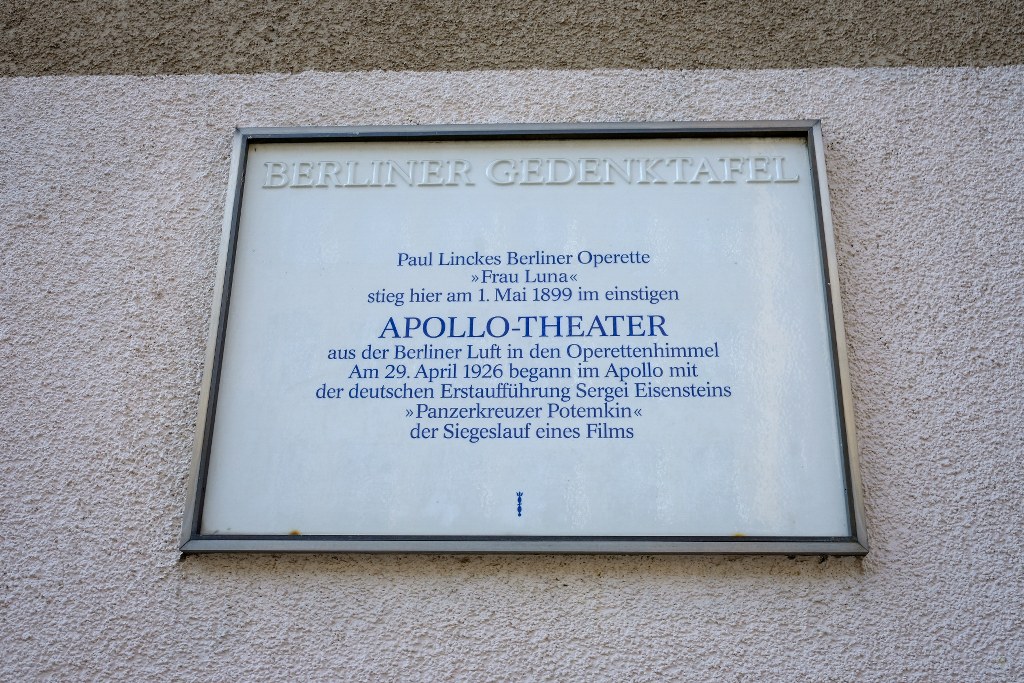 BERLINER GEDENKTAFEL
Paul Linckes Berliner Operette
»Frau Luna«
stieg hier am 1. Mai 1899 im einstigen
APOLLO-THEATER
aus der Berliner Luft in den Operettenhimmel
Am 29. April 1926 begann im Apollo mit
der deutschen Erstaufführung Sergei Eisensteins
»Panzerkreuzer Potemkin«
der Siegeslauf eines Films